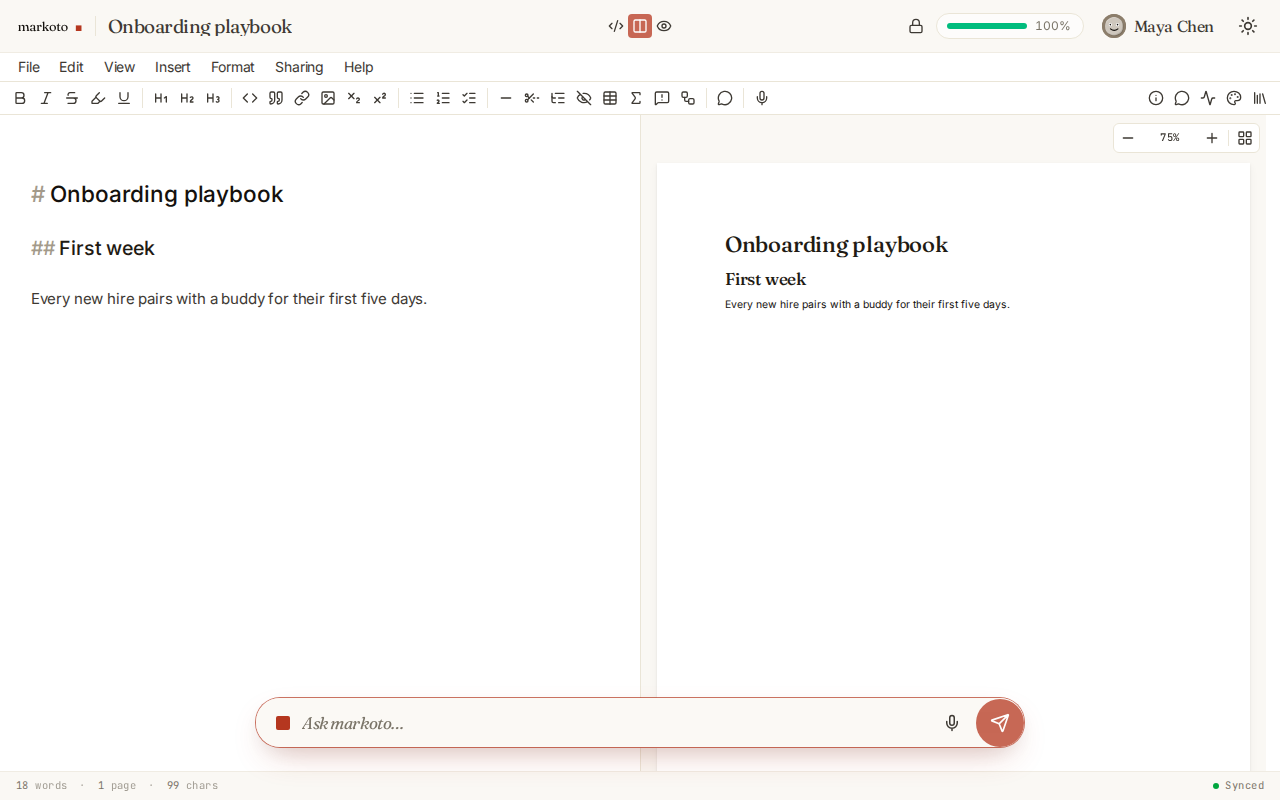 markoto
Onboarding playbook
100%
Maya Chen
File Edit View Insert Format Sharing Help
H1 H2 H3
x2 x²
75%
# Onboarding playbook
## First week
Every new hire pairs with a buddy for their first five days.
Onboarding playbook
First week
Every new hire pairs with a buddy for their first five days.
Ask markoto...
18 words · 1 page · 99 chars
Synced